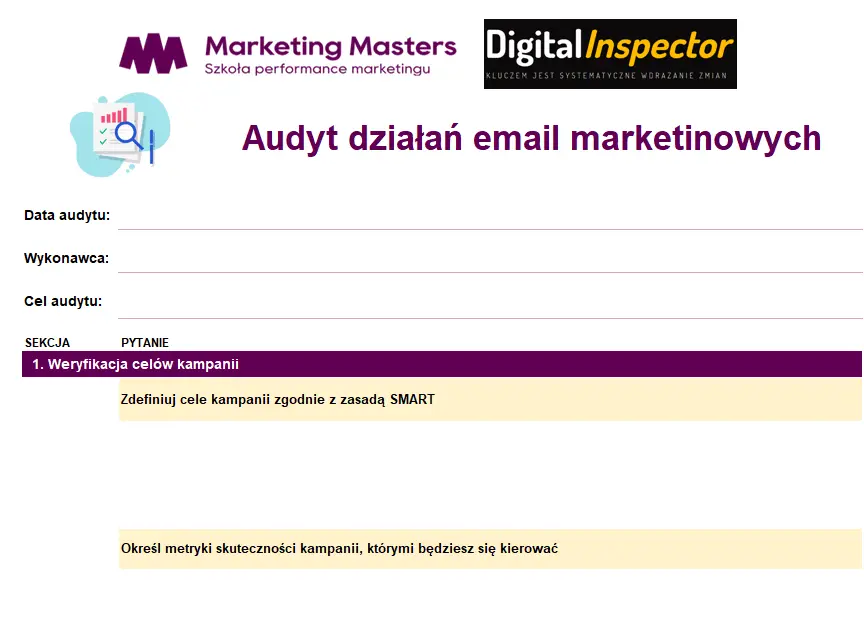 Marketing Masters
Szkoła performance marketingu
DigitalInspector
KLUCZEM JEST SYSTEMATYCZNE WDRAŻANIE ZMIAN
Audyt działań email marketinowych
Data audytu:
Wykonawca:
Cel audytu:
SEKCJA PYTANIE
1. Weryfikacja celów kampanii
Zdefiniuj cele kampanii zgodnie z zasadą SMART
Określ metryki skuteczności kampanii, którymi będziesz się kierować